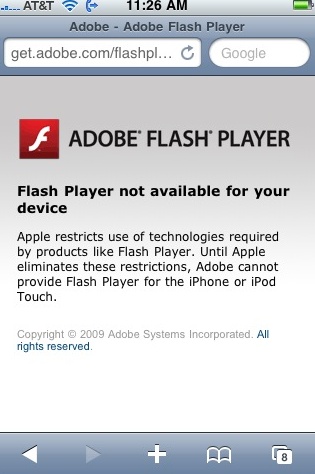 AT&T 11:26 AM
Adobe - Adobe Flash Player
get.adobe.com/flashpl... Google
ADOBE® FLASH® PLAYER
Flash Player not available for your
device
Apple restricts use of technologies required
by products like Flash Player. Until Apple
eliminates these restrictions, Adobe cannot
provide Flash Player for the iPhone or iPod
Touch.
Copyright © 2009 Adobe Systems Incorporated. All
rights reserved.
8